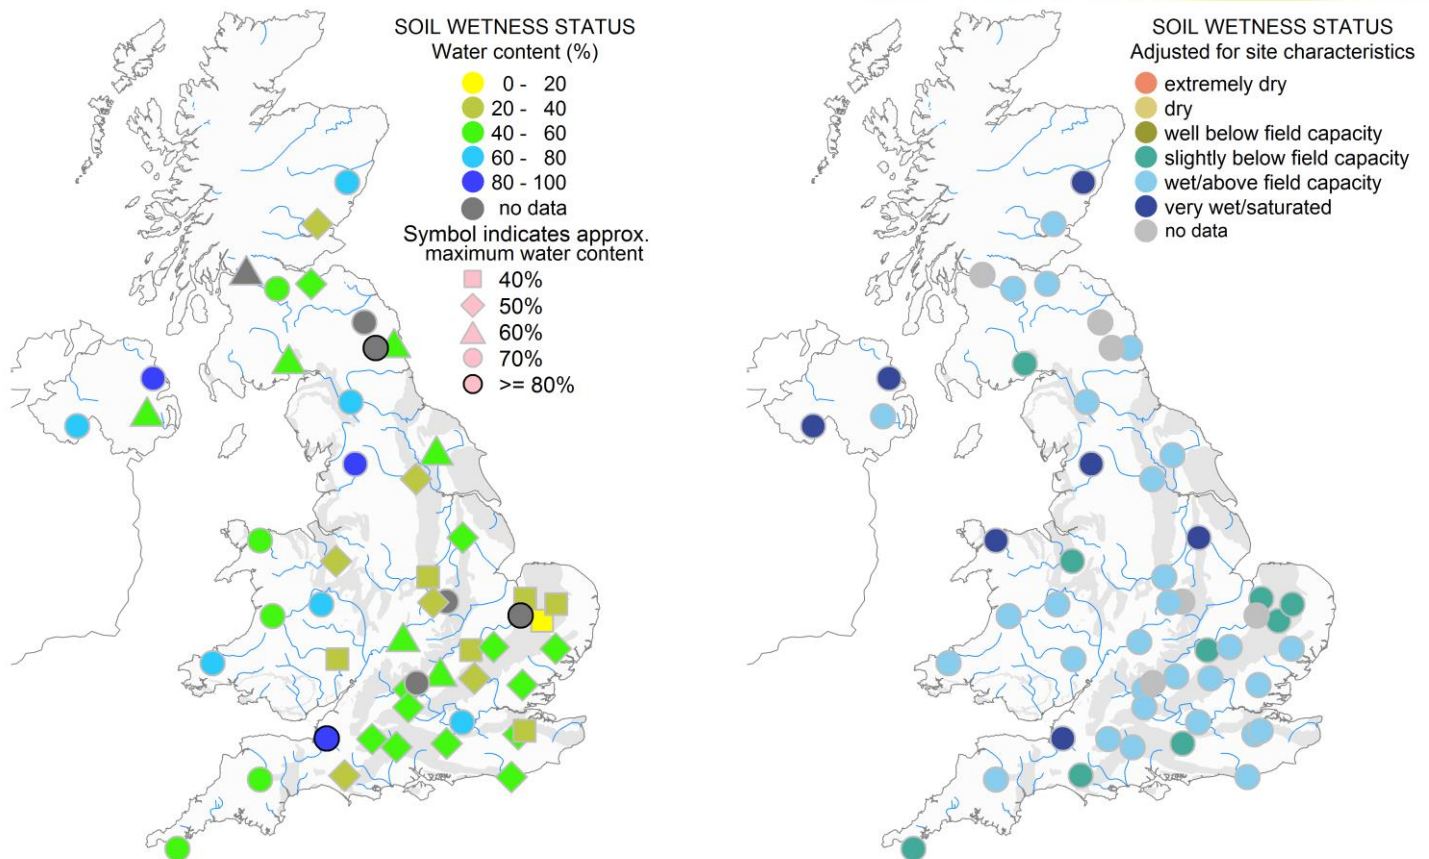 SOIL WETNESS STATUS
Water content (%)
0 - 20
20 - 40
40 - 60
60 - 80
80 - 100
no data
Symbol indicates approx.
maximum water content
40%
50%
60%
70%
>= 80%
SOIL WETNESS STATUS
Adjusted for site characteristics
extremely dry
dry
well below field capacity
slightly below field capacity
wet/above field capacity
very wet/saturated
no data